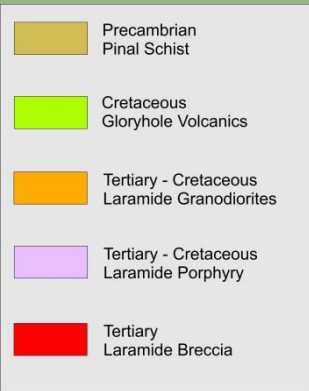 Precambrian
Pinal Schist
Cretaceous
Gloryhole Volcanics
Tertiary - Cretaceous
Laramide Granodiorites
Tertiary - Cretaceous
Laramide Porphyry
Tertiary
Laramide Breccia